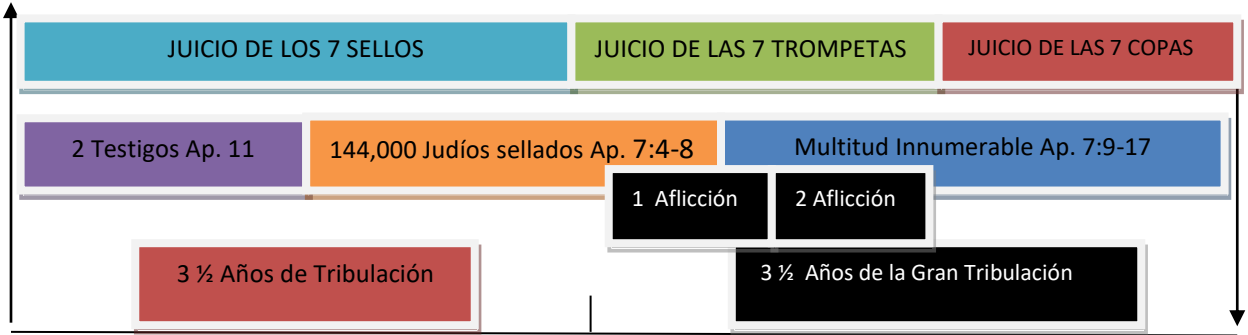 JUICIO DE LOS 7 SELLOS
JUICIO DE LAS 7 TROMPETAS
JUICIO DE LAS 7 COPAS
2 Testigos Ap. 11
144,000 Judíos sellados Ap. 7:4-8
Multitud Innumerable Ap. 7:9-17
1 Aflicción
2 Aflicción
3 ½ Años de Tribulación
3 ½ Años de la Gran Tribulación